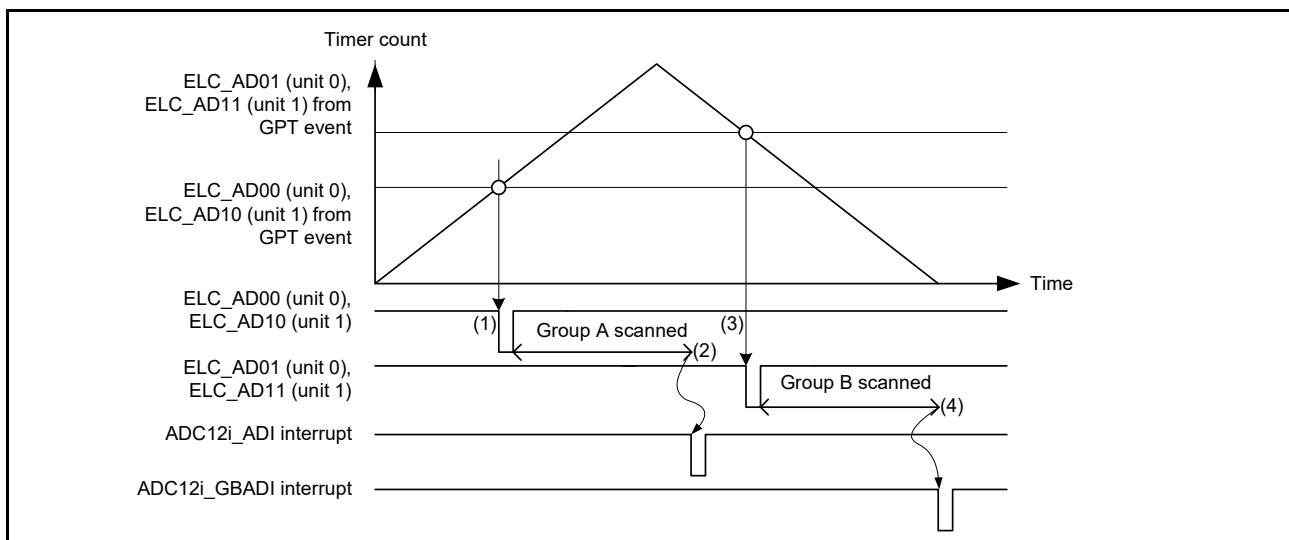 Timer count
ELC_AD01 (unit 0),
ELC_AD11 (unit 1) from
GPT event
ELC_AD00 (unit 0),
ELC_AD10 (unit 1) from
GPT event
Time
ELC_AD00 (unit 0),
ELC_AD10 (unit 1)
(1)
Group A scanned
(2)
(3)
ELC_AD01 (unit 0),
ELC_AD11 (unit 1)
Group B scanned
(4)
ADC12i_ADI interrupt
ADC12i_GBADI interrupt